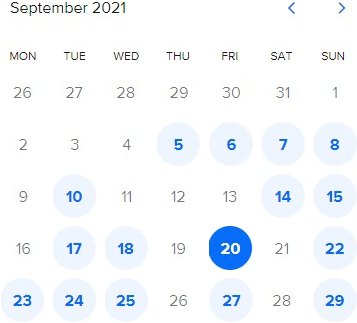 September 2021
MON TUE WED THU FRI SAT SUN
26 27 28 29 30 31 1
2 3 4 5 6 7 8
9 10 11 12 13 14 15
16 17 18 19 20 21 22
23 24 25 26 27 28 29